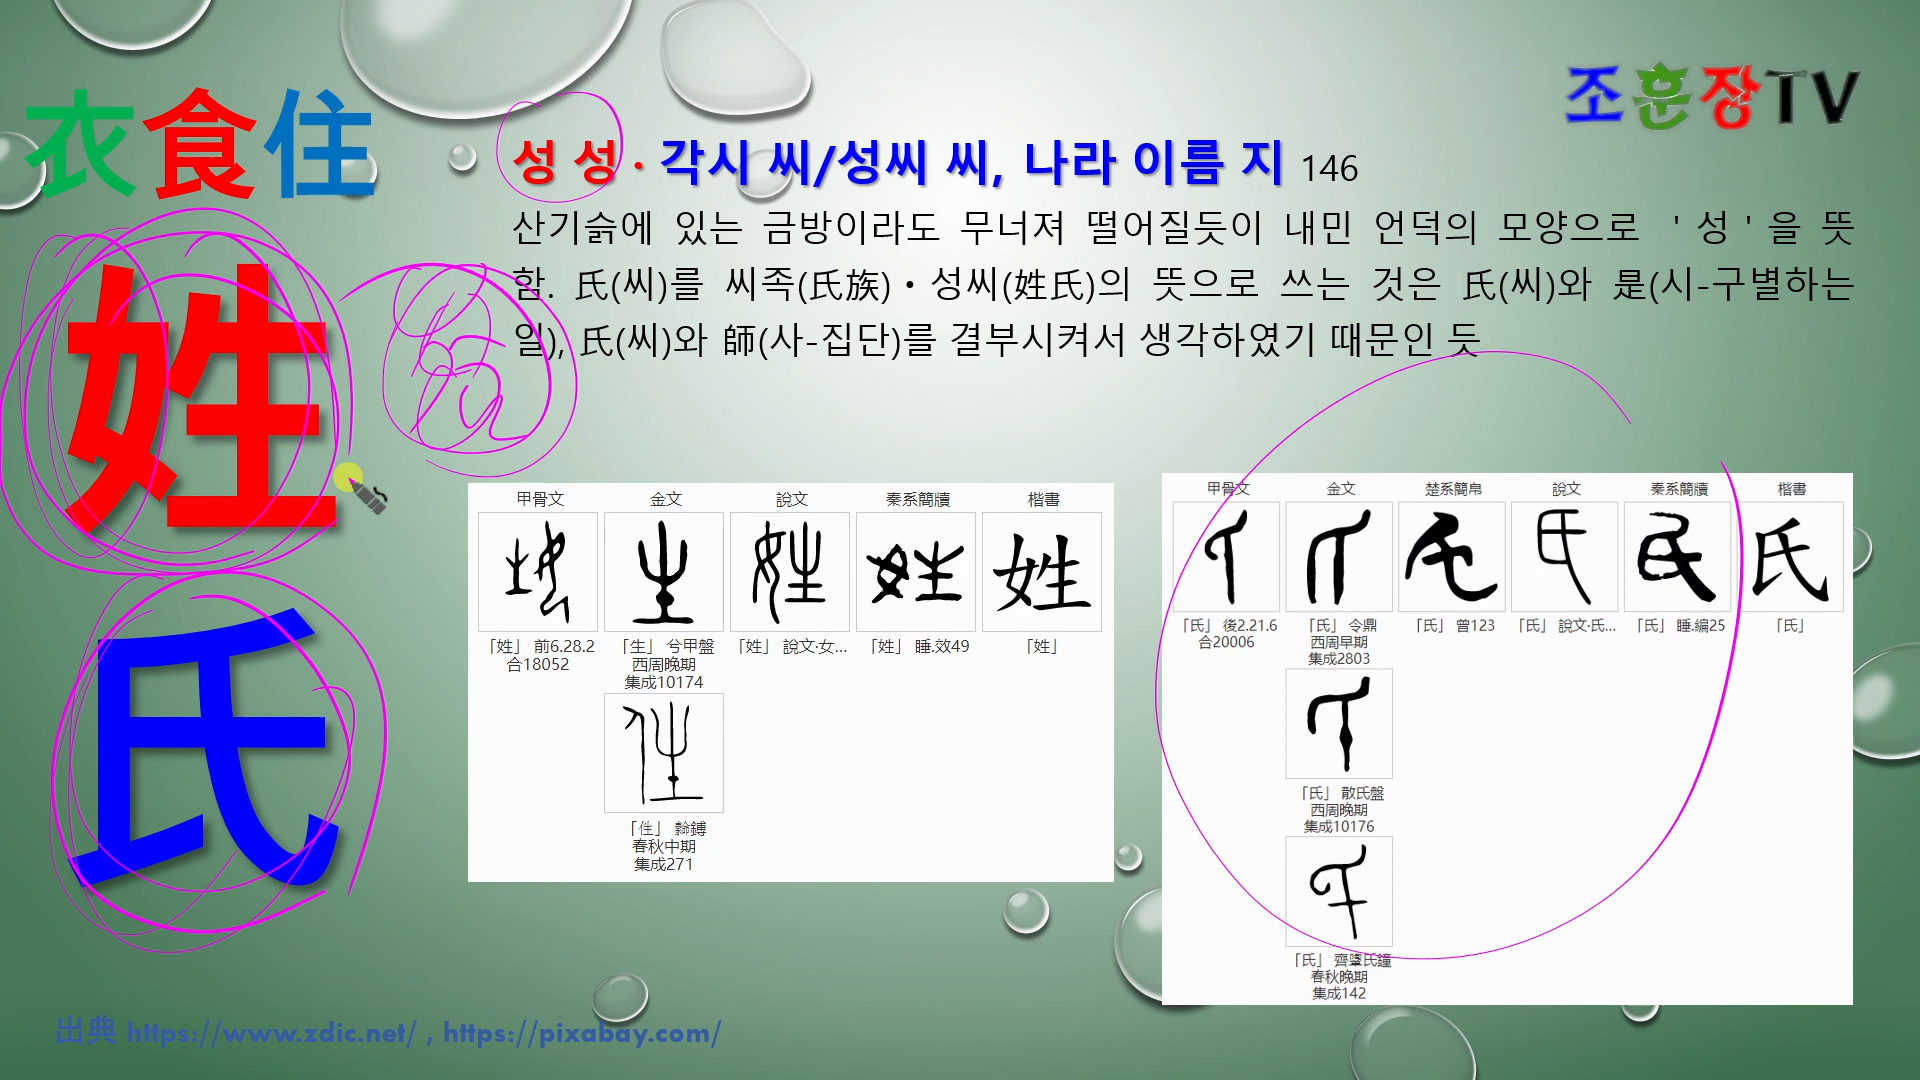 衣食住
조훈장TV
성 성 · 각시 씨/성씨 씨, 나라 이름 지 146
산기슭에 있는 금방이라도 무너져 떨어질듯이 내민 언덕의 모양으로 '성'을 뜻
함. 氏(씨)를 씨족(氏族)・성씨(姓氏)의 뜻으로 쓰는 것은 氏(씨)와 是(시-구별하는
일), 氏(씨)와 師(사-집단)를 결부시켜서 생각하였기 때문인 듯
姓
氏
甲骨文 金文 說文 秦系簡牘 楷書
姓
「姓」 前6.28.2
合18052
「生」 兮甲盤
西周晚期
集成10174
「姓」 說文·女...
「姓」 睡.效49
「姓」
「㐌」 
春秋中期
集成271
甲骨文 金文 楚系簡帛 說文 秦系簡牘 楷書
氏
「氏」 後2.21.6
合20006
「氏」 令鼎
西周早期
集成2803
「氏」 曾123
「氏」 說文·氏...
「氏」 睡.編25
「氏」
「氏」 散氏盤
西周晚期
集成10176
「氏」 齊鞏氏鐘
春秋晚期
集成142
出典 https://www.zdic.net/ , https://pixabay.com/